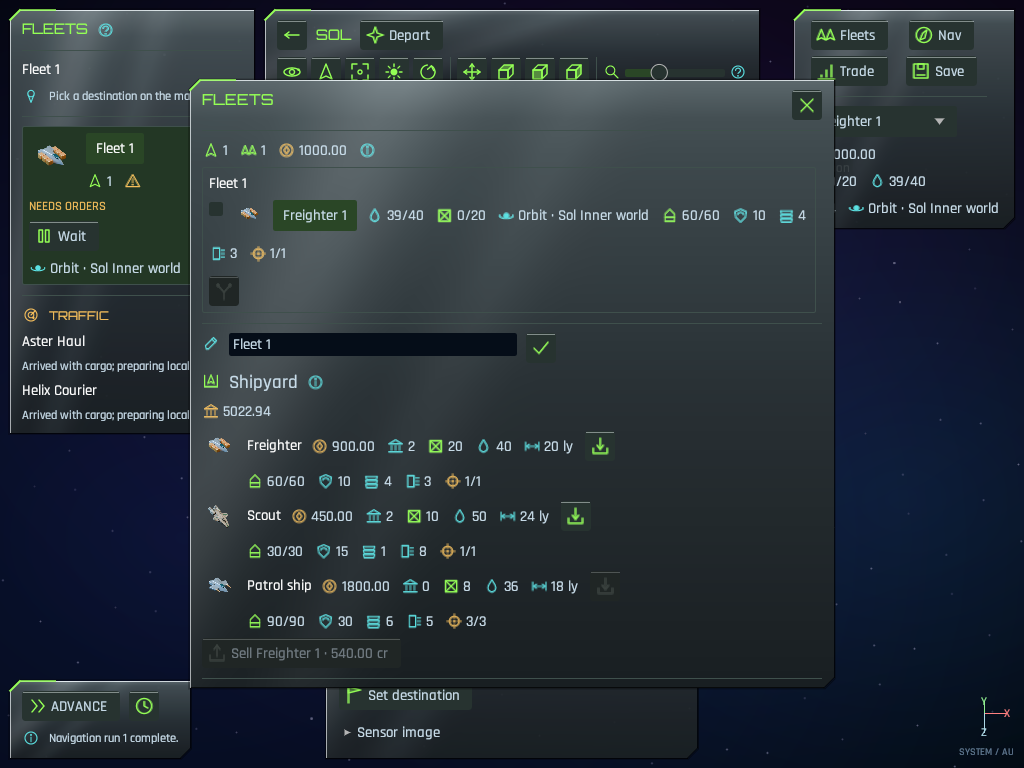 FLEETS
Fleet 1
Pick a destination on the ma
Fleet 1
1
NEEDS ORDERS
Wait
Orbit · Sol Inner world
TRAFFIC
Aster Haul
Arrived with cargo; preparing local
Helix Courier
Arrived with cargo; preparing local
SOL
Depart
Fleets
Nav
Trade
Save
eighter 1
000.00
/20
39/40
Orbit · Sol Inner world
FLEETS
1 1 1000.00
Fleet 1
Freighter 1 39/40 0/20 Orbit · Sol Inner world 60/60 10 4
3 1/1
Fleet 1
Shipyard
5022.94
Freighter 900.00 2 20 40 20 ly
60/60 10 4 3 1/1
Scout 450.00 2 10 50 24 ly
30/30 15 1 8 1/1
Patrol ship 1800.00 0 8 36 18 ly
90/90 30 6 5 3/3
Sell Freighter 1 · 540.00 cr
ADVANCE
Navigation run 1 complete.
Set destination
Sensor image
Y
X
Z
SYSTEM / AU